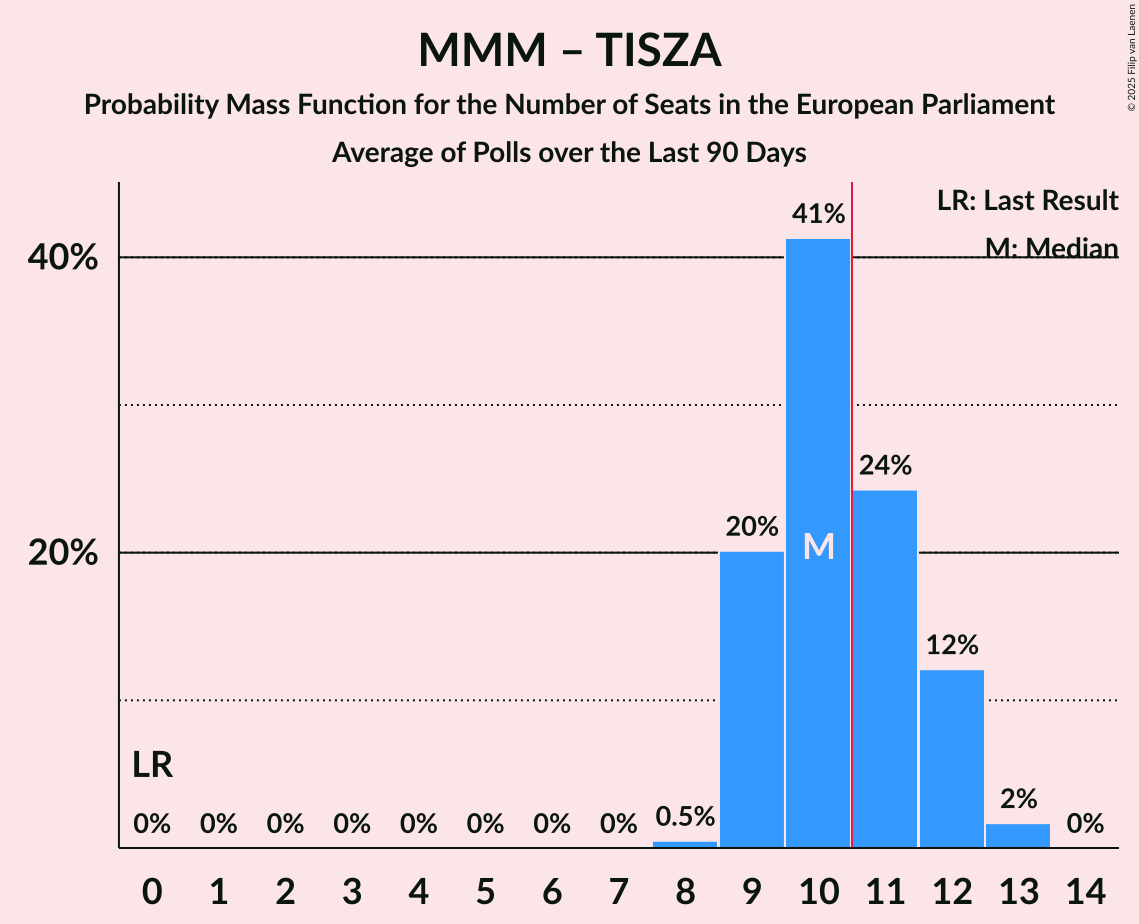 MMM – TISZA
Probability Mass Function for the Number of Seats in the European Parliament
Average of Polls over the Last 90 Days
© 2025 Filip van Laenen
LR: Last Result
M: Median
41%
40%
24%
20%
20%
M
12%
LR
2%
0% 0% 0% 0% 0% 0% 0% 0% 0.5% 0%
0 1 2 3 4 5 6 7 8 9 10 11 12 13 14